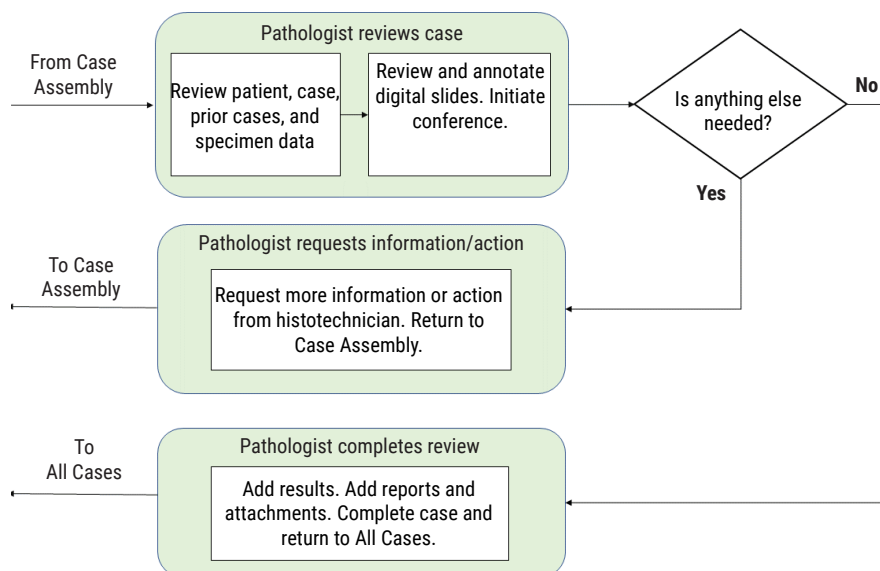 Pathologist reviews case
From Case
Assembly
Review patient, case,
prior cases, and
specimen data
Review and annotate
digital slides. Initiate
conference.
Is anything else
needed?
No
Yes
Pathologist requests information/action
To Case
Assembly
Request more information or action
from histotechnician. Return to
Case Assembly.
Pathologist completes review
To
All Cases
Add results. Add reports and
attachments. Complete case and
return to All Cases.